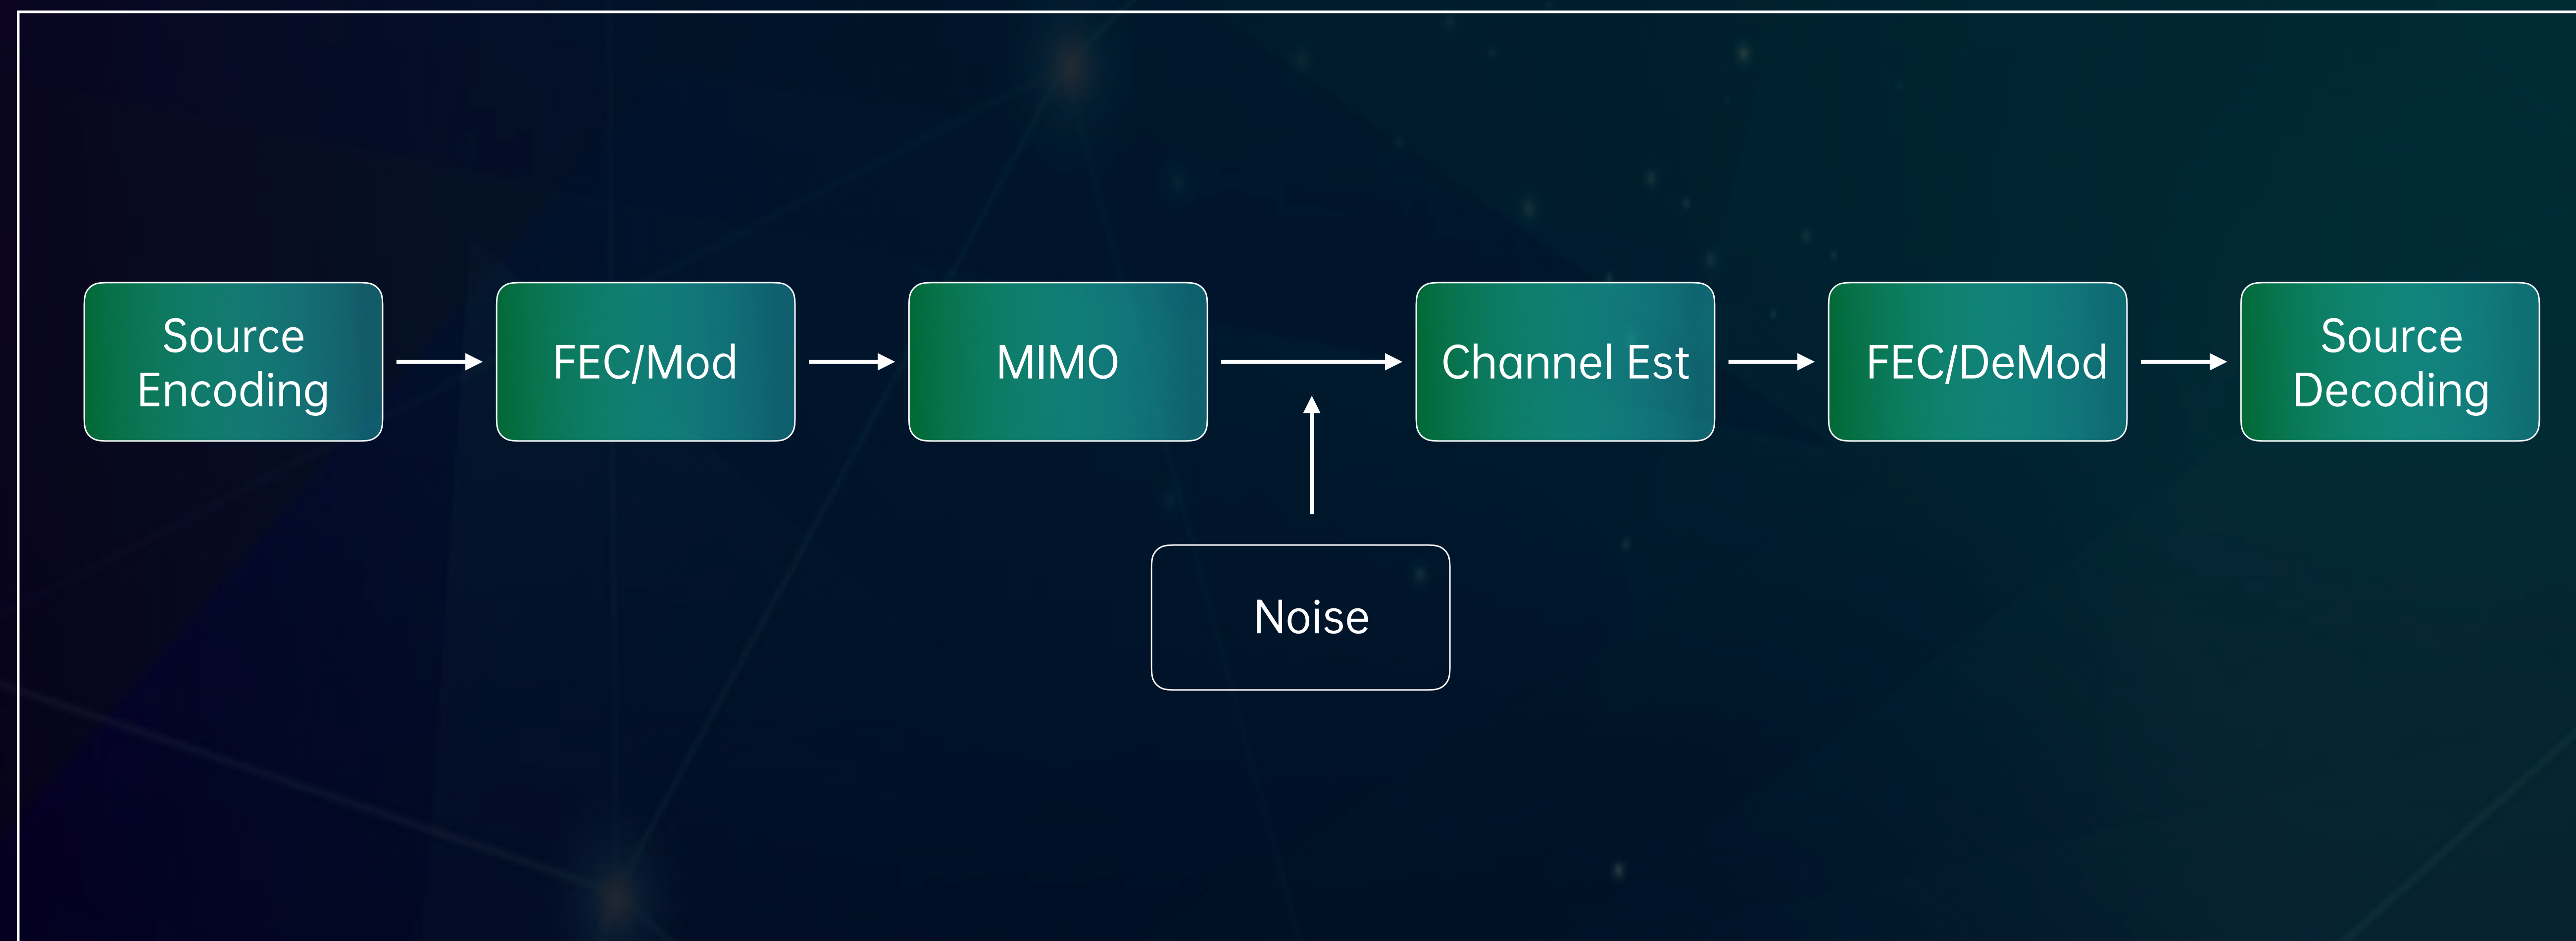 Source
Encoding
FEC/Mod
MIMO
Channel Est
FEC/DeMod
Source
Decoding
Noise